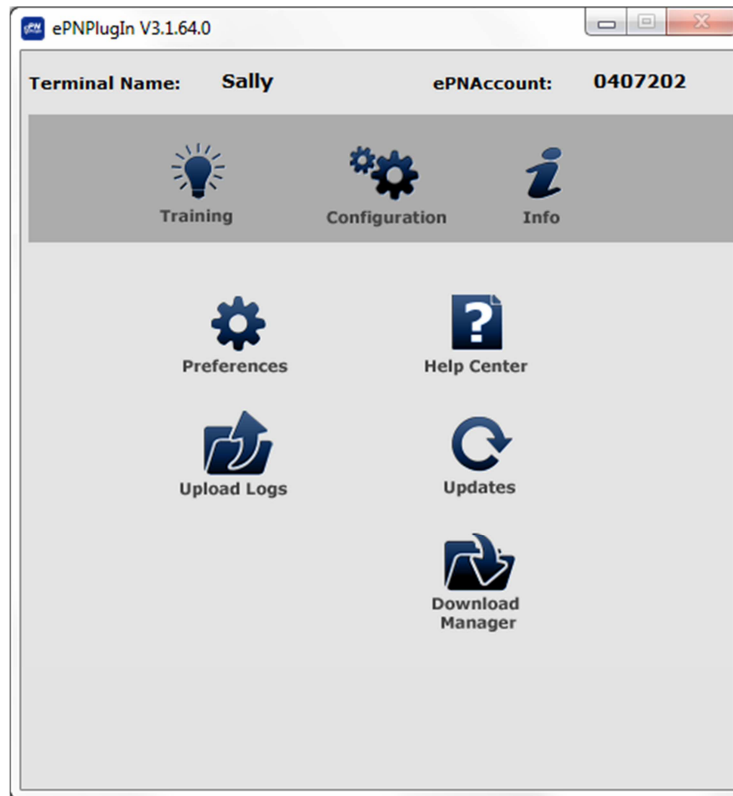 ePN
ePNPlugIn V3.1.64.0
Terminal Name: Sally ePNAccount: 0407202
Training Configuration Info
Preferences Help Center
Upload Logs Updates
Download
Manager